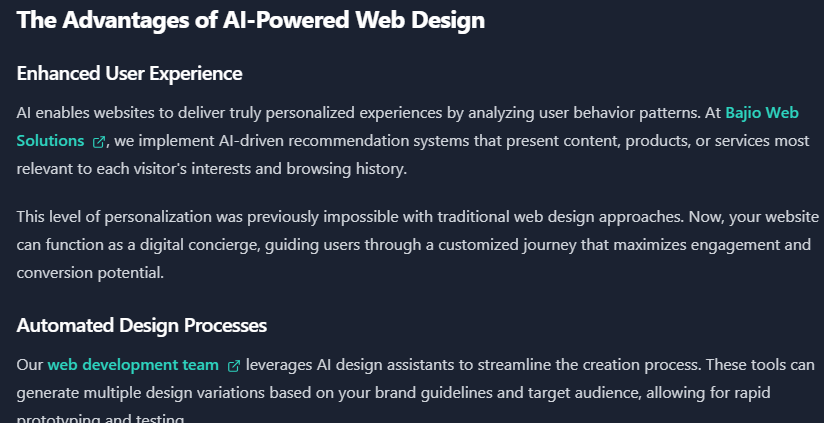 The Advantages of AI-Powered Web Design
Enhanced User Experience
AI enables websites to deliver truly personalized experiences by analyzing user behavior patterns. At Bajio Web
Solutions, we implement AI-driven recommendation systems that present content, products, or services most
relevant to each visitor's interests and browsing history.
This level of personalization was previously impossible with traditional web design approaches. Now, your website
can function as a digital concierge, guiding users through a customized journey that maximizes engagement and
conversion potential.
Automated Design Processes
Our web development team leverages AI design assistants to streamline the creation process. These tools can
generate multiple design variations based on your brand guidelines and target audience, allowing for rapid
prototyping and testing.